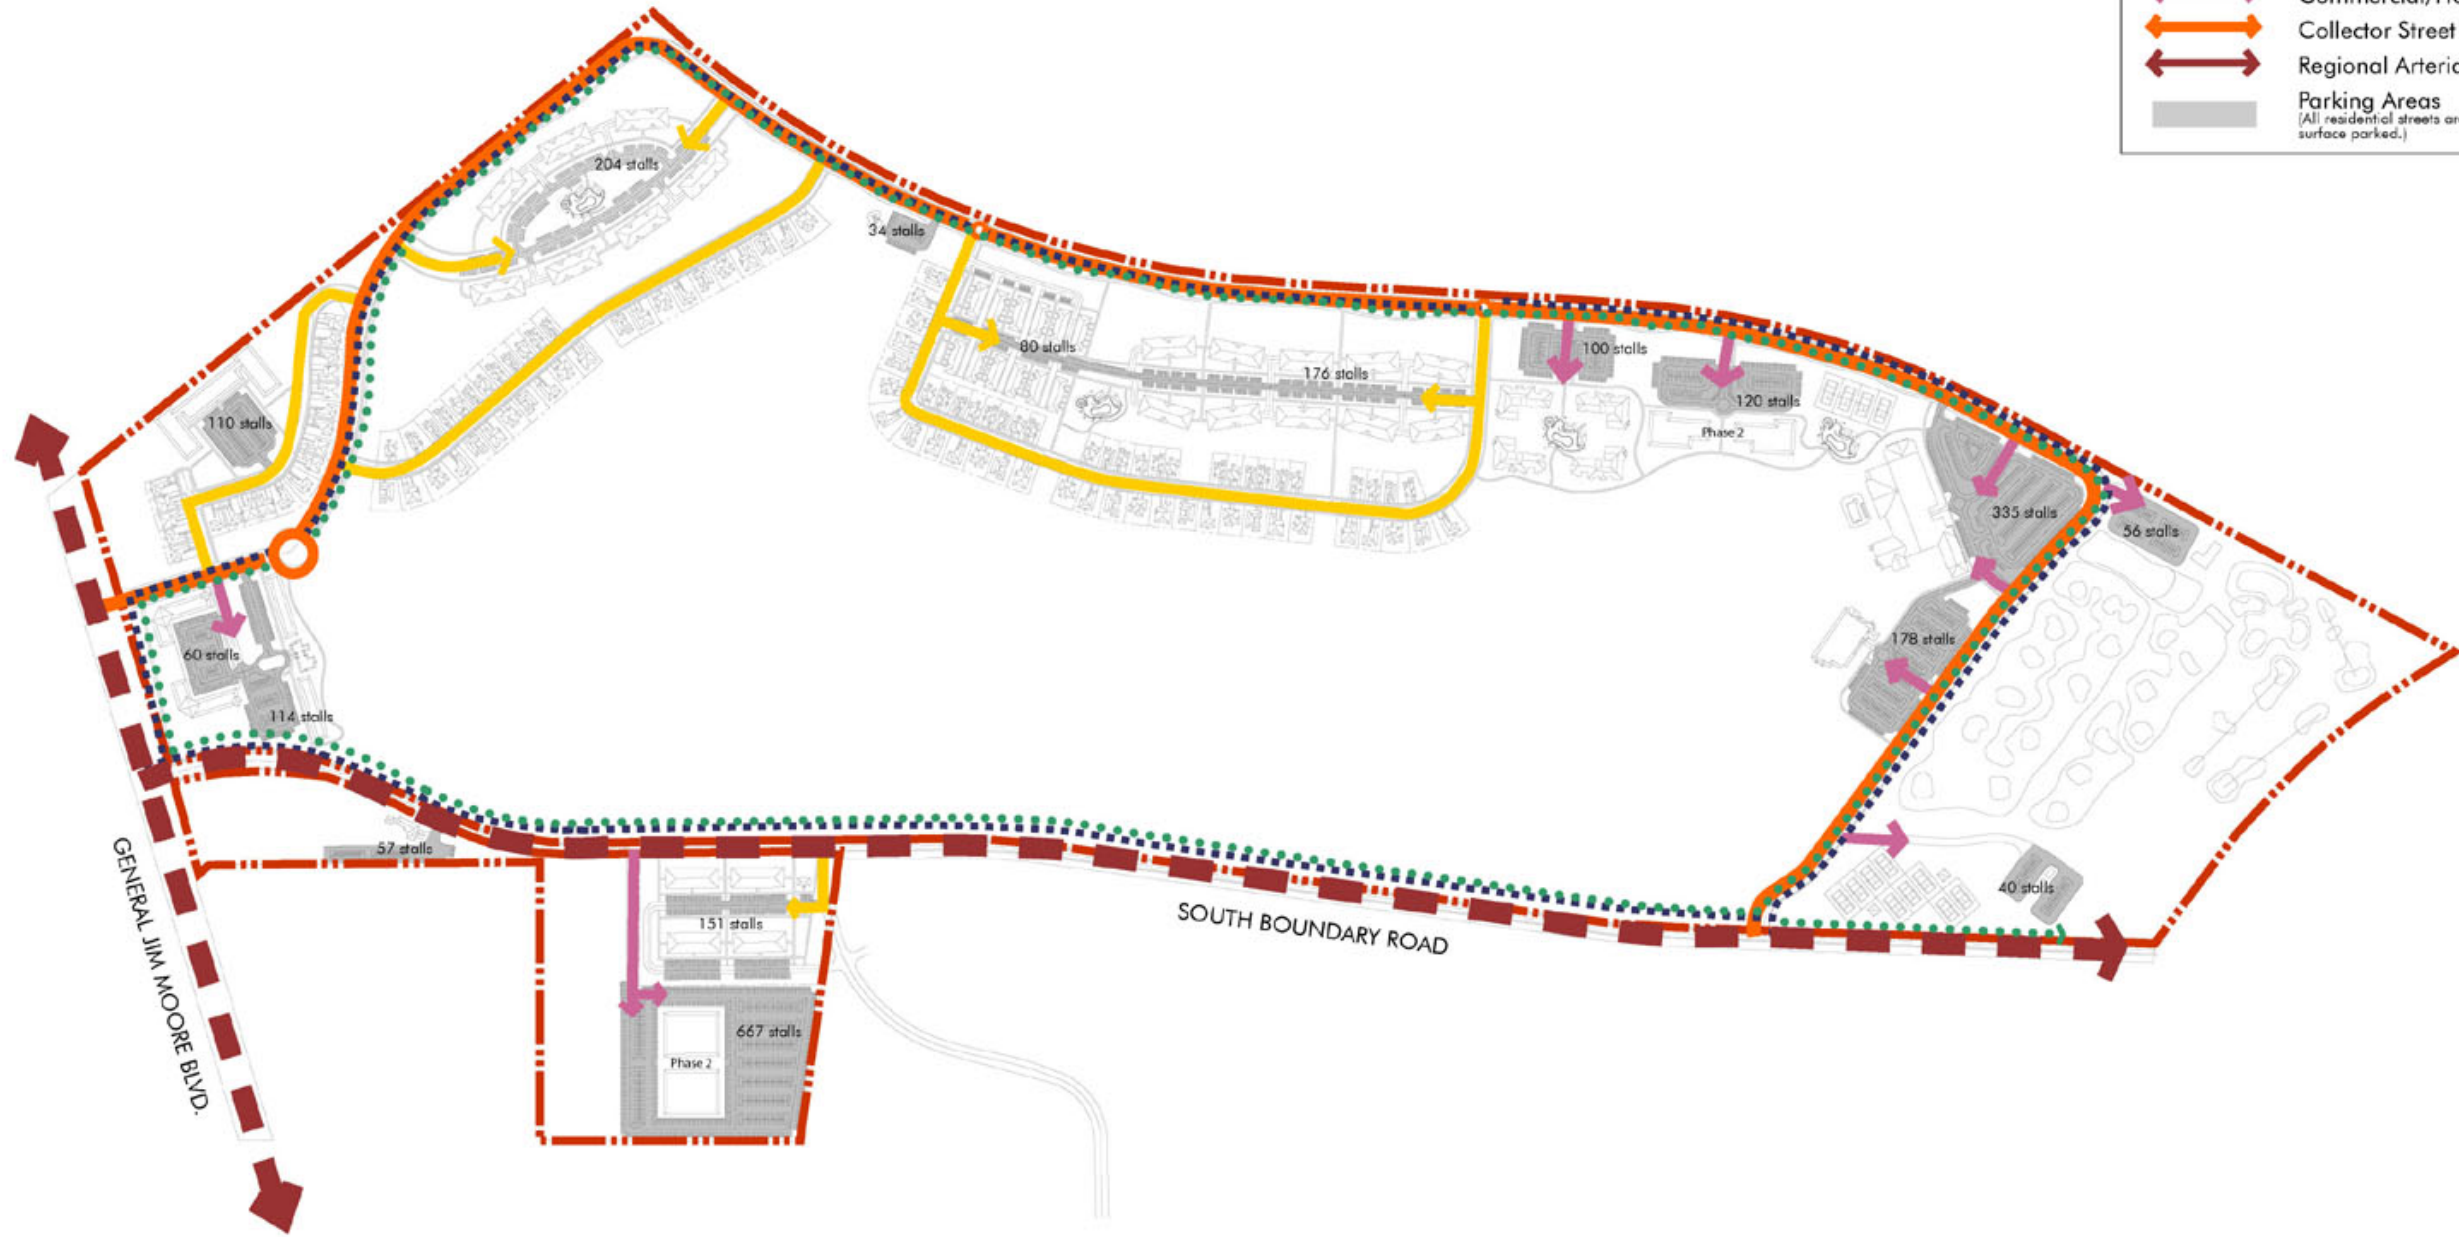 Collector Street
Regional
Parking Areas
(All residential streets
surface parked.)
204 stalls
34 stalls
80 stalls
176 stalls
100 stalls
120 stalls
Phase 2
110 stalls
335 stalls
56 stalls
60 stalls
178 stalls
114 stalls
57 stalls
40 stalls
151 stalls
SOUTH BOUNDARY ROAD
GENERAL JIM MOORE BLVD.
667 stalls
Phase 2